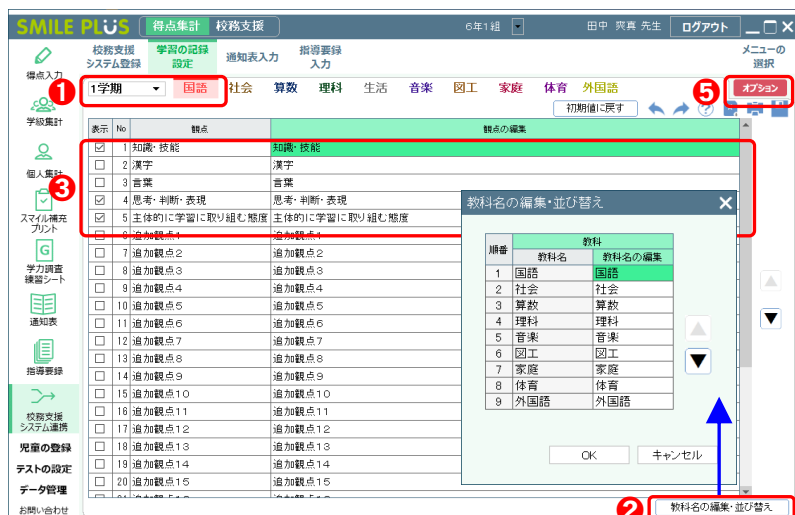 SMILE PLUS 得点集計 校務支援 6年1組 田中 爽真 先生 ログアウト
得点入力
校務支援システム登録 学習の記録設定 通知表入力 指導要録入力 メニューの選択
1 1学期 国語 社会 算数 理科 生活 音楽 図工 家庭 体育 外国語 5 オプション
初期値に戻す ?
学級集計
個人集計
スマイル補充プリント
G
学力調査練習シート
通知表
指導要録
校務支援システム連携
児童の登録
テストの設定
データ管理
お問い合わせ
表示 No 観点 観点の編集
3
1 知識・技能 知識・技能
2 漢字 漢字
3 言葉 言葉
4 思考・判断・表現 思考・判断・表現
5 主体的に学習に取り組む態度 主体的に学習に取り組む態度
6 追加観点1 追加観点1
7 追加観点2 追加観点2
8 追加観点3 追加観点3
9 追加観点4 追加観点4
10 追加観点5 追加観点5
11 追加観点6 追加観点6
12 追加観点7 追加観点7
13 追加観点8 追加観点8
14 追加観点9 追加観点9
15 追加観点10 追加観点10
16 追加観点11 追加観点11
17 追加観点12 追加観点12
18 追加観点13 追加観点13
19 追加観点14 追加観点14
20 追加観点15 追加観点15
教科名の編集・並び替え
順番 教科
教科名 教科名の編集
1 国語 国語
2 社会 社会
3 算数 算数
4 理科 理科
5 音楽 音楽
6 図工 図工
7 家庭 家庭
8 体育 体育
9 外国語 外国語
OK キャンセル
2 教科名の編集・並び替え